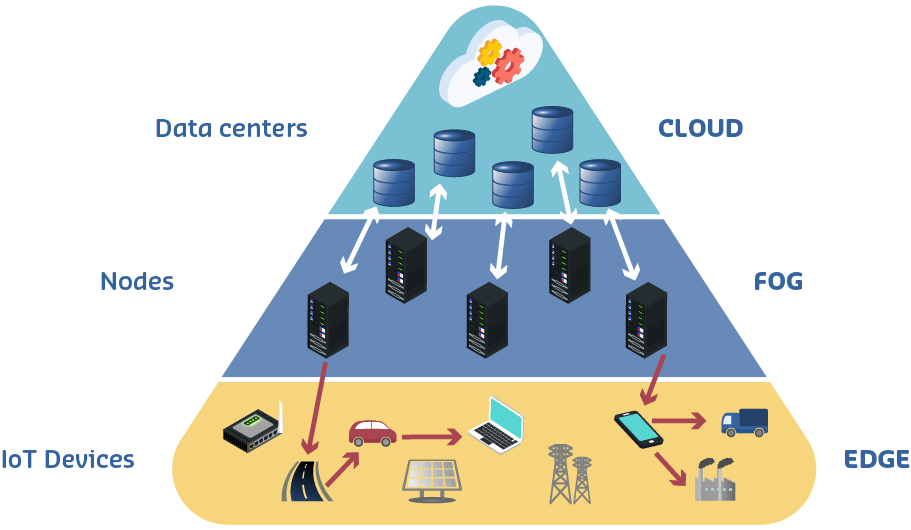 Data centers
CLOUD
Nodes
FOG
IoT Devices
EDGE